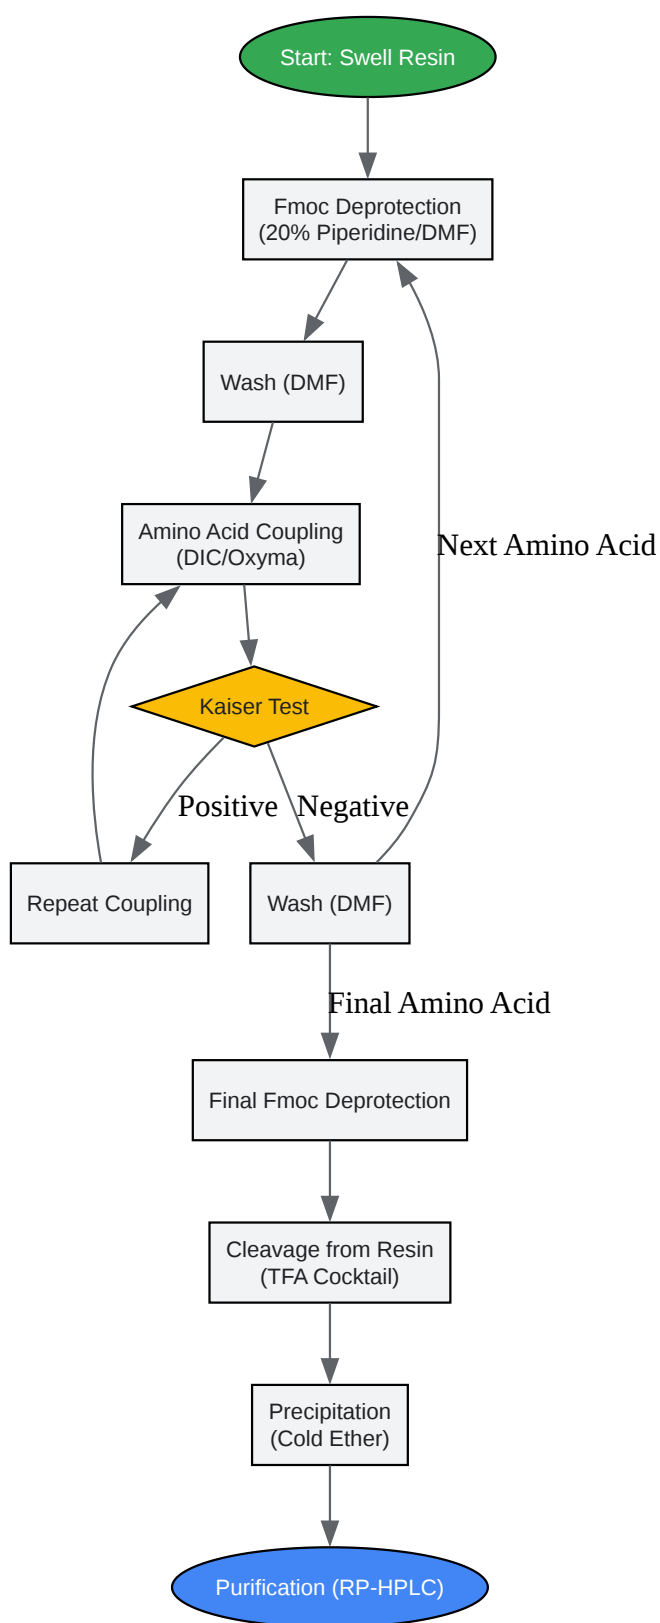 Start: Swell Resin
Fmoc Deprotection
(20% Piperidine/DMF)
Wash (DMF)
Amino Acid Coupling
(DIC/Oxyma)
Next Amino Acid
Kaiser Test
Positive
Negative
Repeat Coupling
Wash (DMF)
Final Amino Acid
Final Fmoc Deprotection
Cleavage from Resin
(TFA Cocktail)
Precipitation
(Cold Ether)
Purification (RP-HPLC)